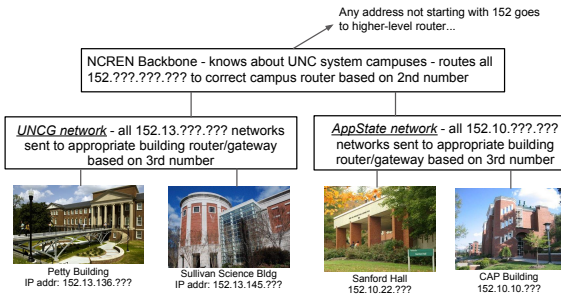 Any address not starting with 152 goes
to higher-level router...
NCREN Backbone - knows about UNC system campuses - routes all
152.???.???.??? to correct campus router based on 2nd number
UNCG network - all 152.13.???.??? networks
sent to appropriate building router/gateway
based on 3rd number
AppState network - all 152.10.???.???
networks sent to appropriate building
router/gateway based on 3rd number
Petty Building
IP addr: 152.13.136.???
Sullivan Science Bldg
IP addr: 152.13.145.???
Sanford Hall
152.10.22.???
CAP Building
152.10.10.???